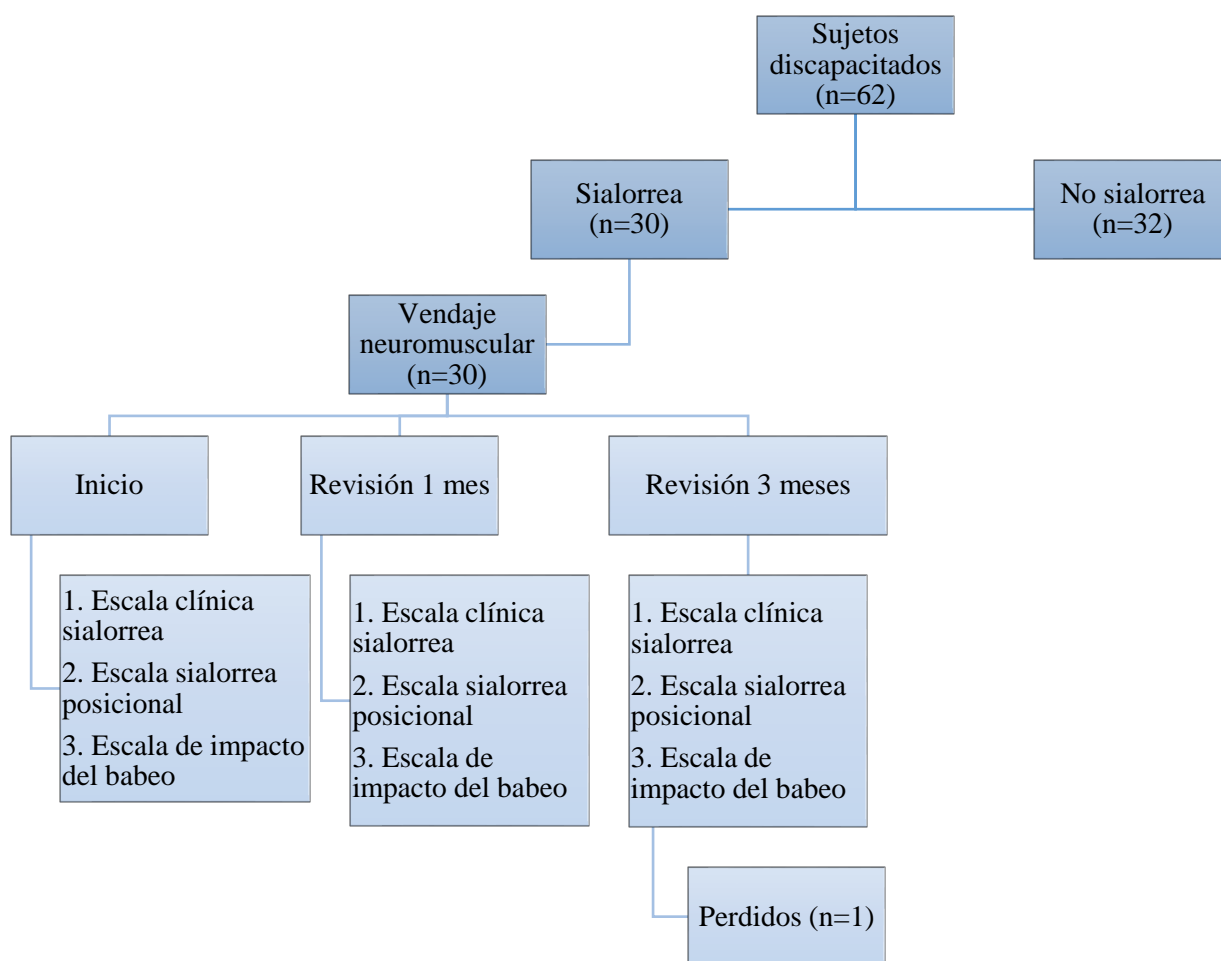 Sujetos
discapacitados
(n=62)
Sialorrea
(n=30)
No sialorrea
(n=32)
Vendaje
neuromuscular
(n=30)
Inicio
Revisión 1 mes
Revisión 3 meses
1. Escala clínica
sialorrea
2. Escala sialorrea
posicional
3. Escala de impacto
del babeo
1. Escala clínica
sialorrea
2. Escala sialorrea
posicional
3. Escala de
impacto del babeo
1. Escala clínica
sialorrea
2. Escala sialorrea
posicional
3. Escala de
impacto del babeo
Perdidos (n=1)